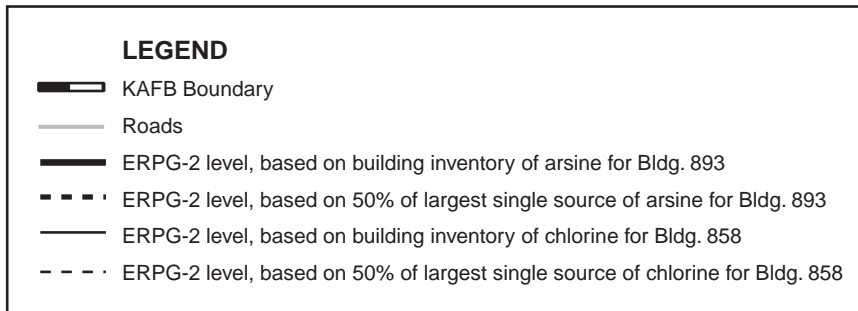 LEGEND
KAFB Boundary
Roads
ERPG-2 level, based on building inventory of arsine for Bldg. 893
ERPG-2 level, based on 50% of largest single source of arsine for Bldg. 893
ERPG-2 level, based on building inventory of chlorine for Bldg. 858
ERPG-2 level, based on 50% of largest single source of chlorine for Bldg. 858